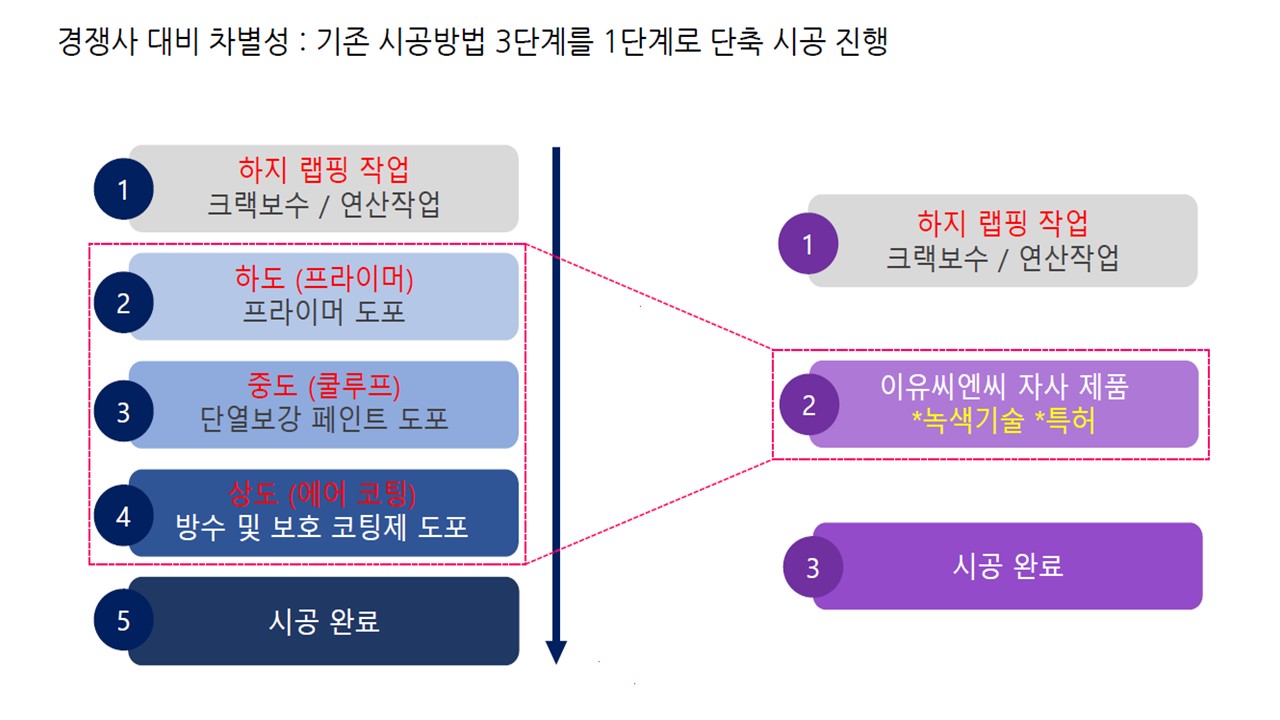 경쟁사 대비 차별성 : 기존 시공방법 3단계를 1단계로 단축 시공 진행
1
하지 랩핑 작업
크랙보수 / 연산작업
2
하도 (프라이머)
프라이머 도포
3
중도 (쿨루프)
단열보강 페인트 도포
4
상도 (에어 코팅)
방수 및 보호 코팅제 도포
5
시공 완료
1
하지 랩핑 작업
크랙보수 / 연산작업
2
이유씨엔씨 자사 제품
*녹색기술 *특허
3
시공 완료